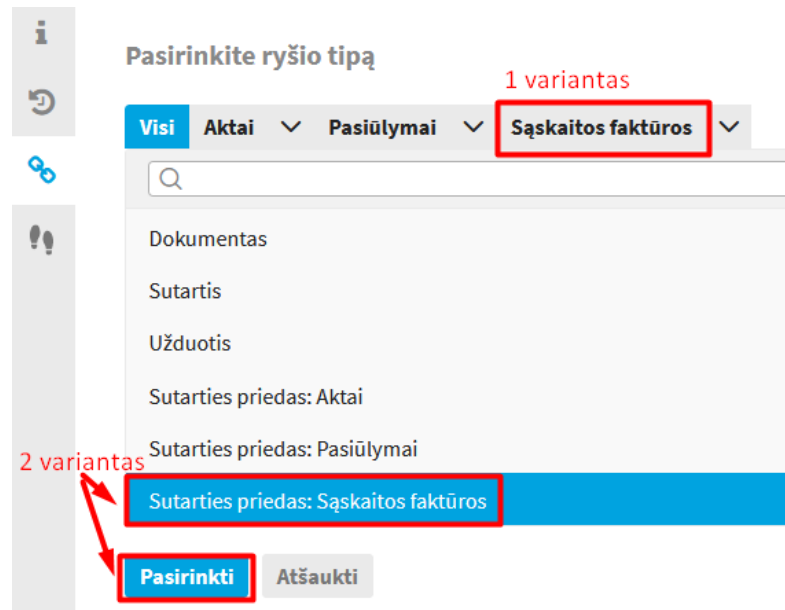 Pasirinkite ryšio tipą
1 variantas
Visi Aktai Pasiūlymai Sąskaitos faktūros
Dokumentas
Sutartis
Užduotis
Sutarties priedas: Aktai
Sutarties priedas: Pasiūlymai
2 variantas
Sutarties priedas: Sąskaitos faktūros
Pasirinkti Atšaukti